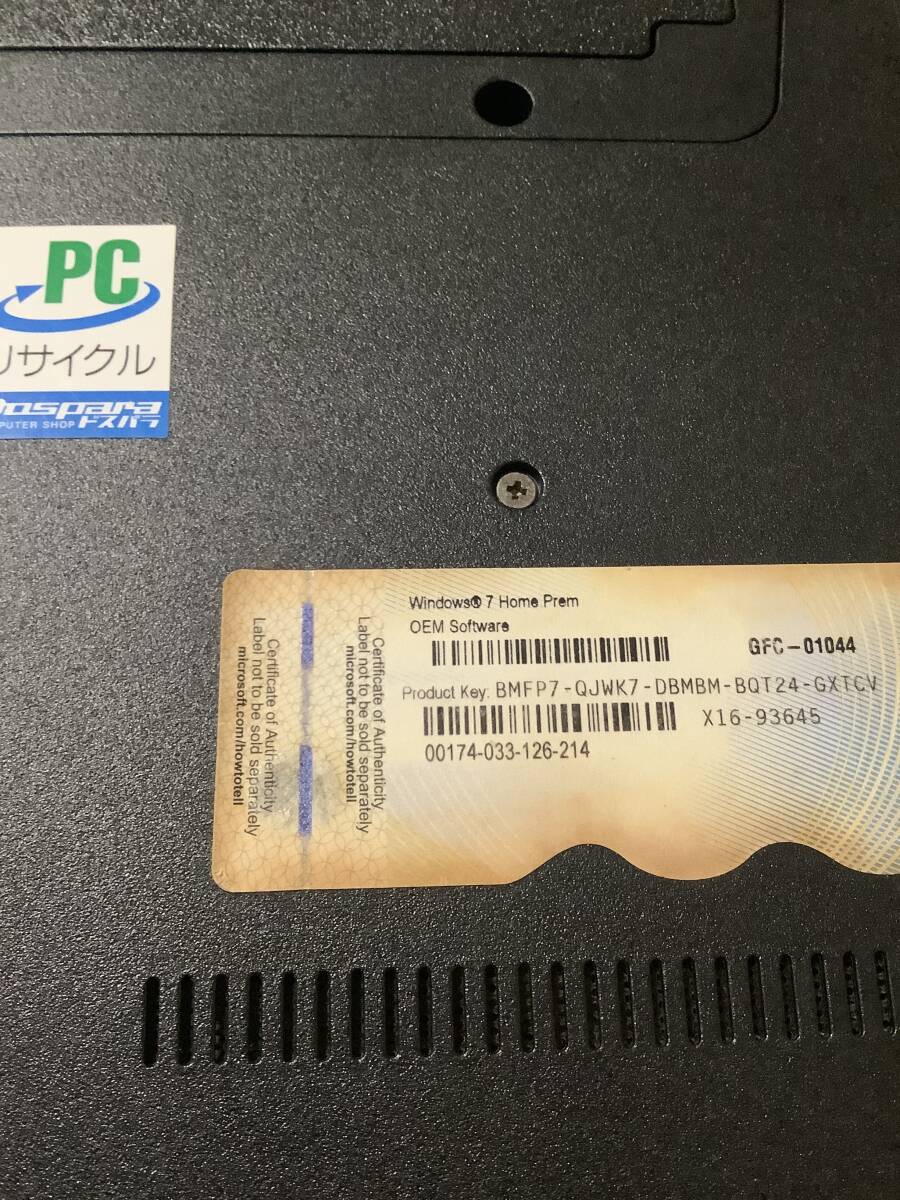 PC
リサイクル
Dospara
PUTER SHOP ドスパラ
Windows® 7 Home Prem
OEM Software
GFC-01044
Product Key: BMFP7-QJWK7-DBMBM-BQT24-GXTCV
X16-93645
00174-033-126-214
Certificate of Authenticity
Label not to be sold separately
microsoft.com/howtotell
Certificate of Authenticity
Label not to be sold separately
microsoft.com/howtotell